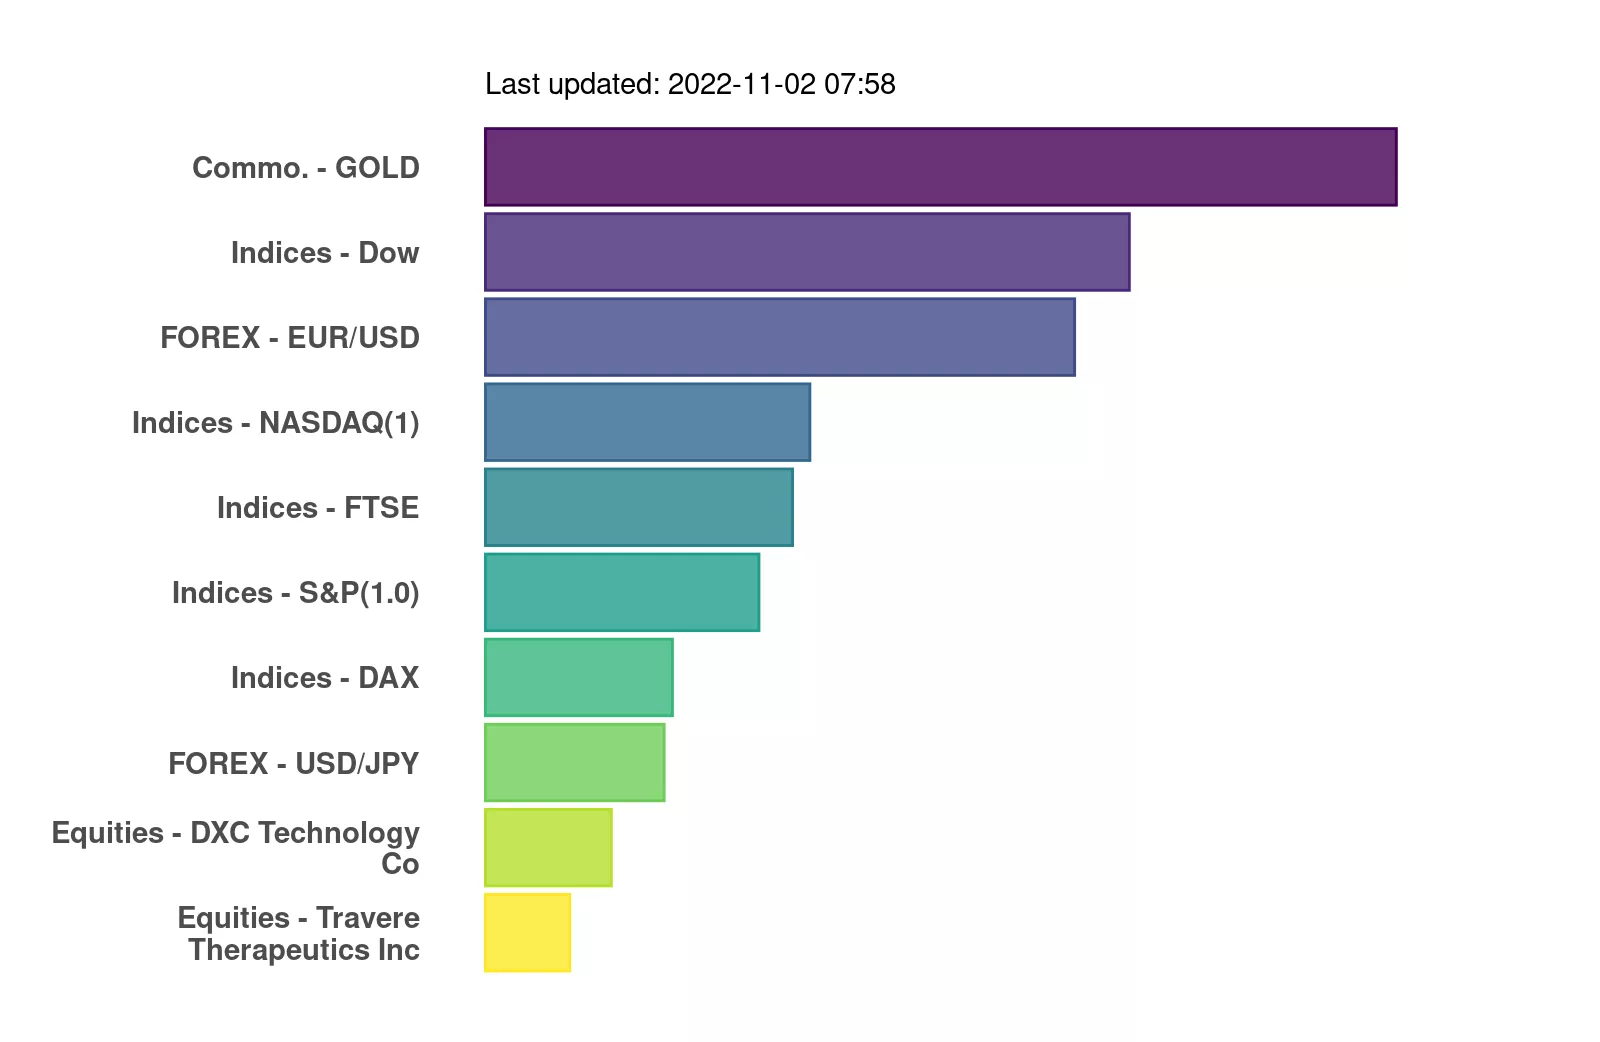 Last updated: 2022-11-02 07:58
Commo. - GOLD
Indices - Dow
FOREX - EUR/USD
Indices - NASDAQ(1)
Indices - FTSE
Indices - S&P(1.0)
Indices - DAX
FOREX - USD/JPY
Equities - DXC Technology
Co
Equities - Travere
Therapeutics Inc